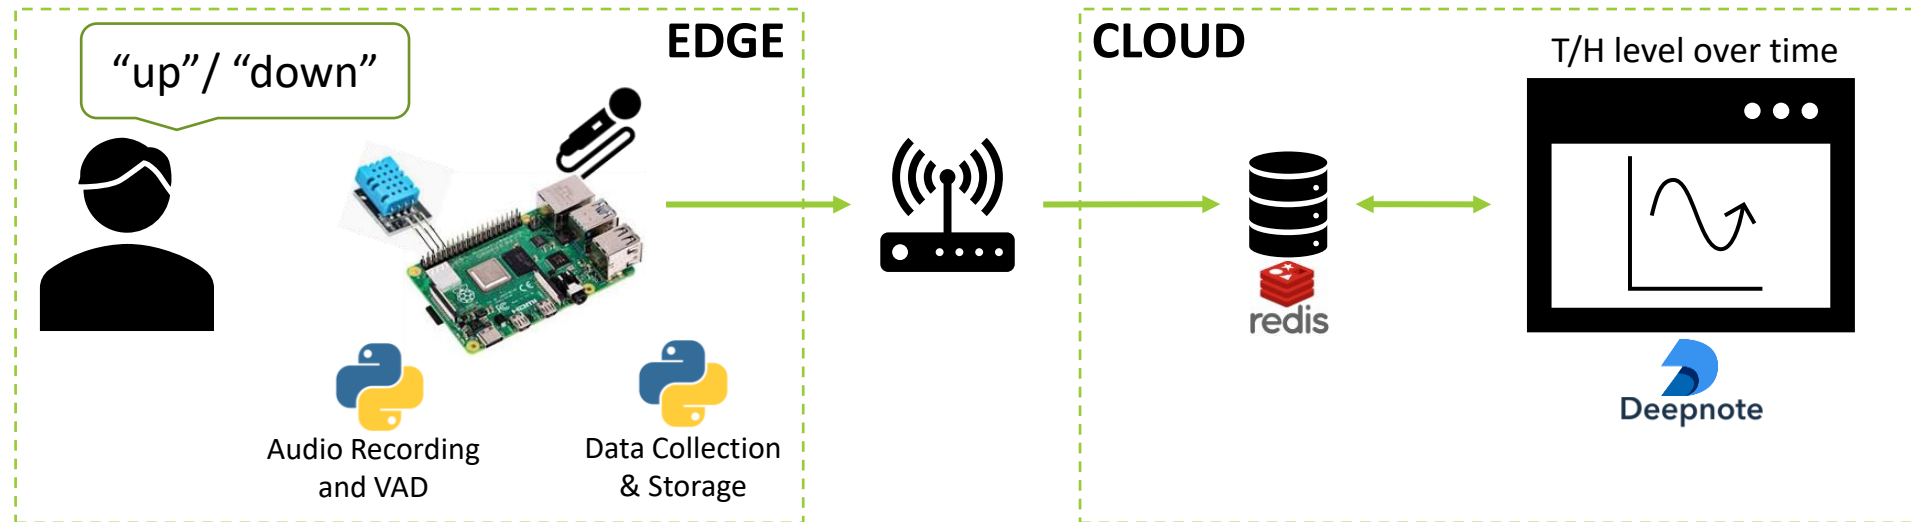 EDGE
“up”/ “down”
Audio Recording
and VAD
Data Collection
& Storage
CLOUD
redis
T/H level over time
Deepnote